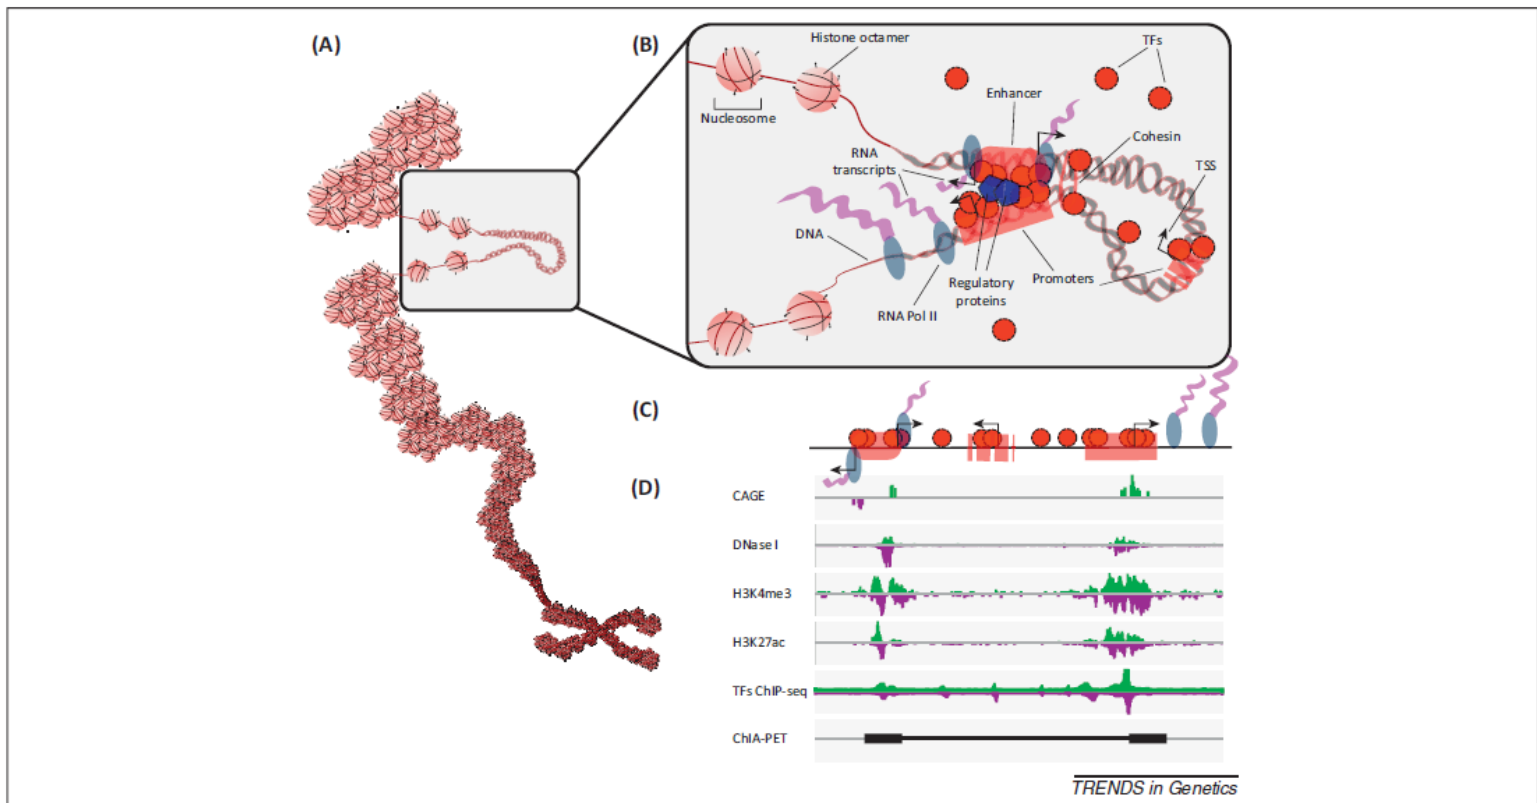 (A)
(B)
Histone octamer
TFs
Nucleosome
Enhancer
Cohesin
RNA
transcripts
TSS
DNA
Regulatory
proteins
Promoters
RNA Pol II
(C)
(D)
CAGE
DNase I
H3K4me3
H3K27ac
TFs ChIP-seq
ChIA-PET
TRENDS in Genetics